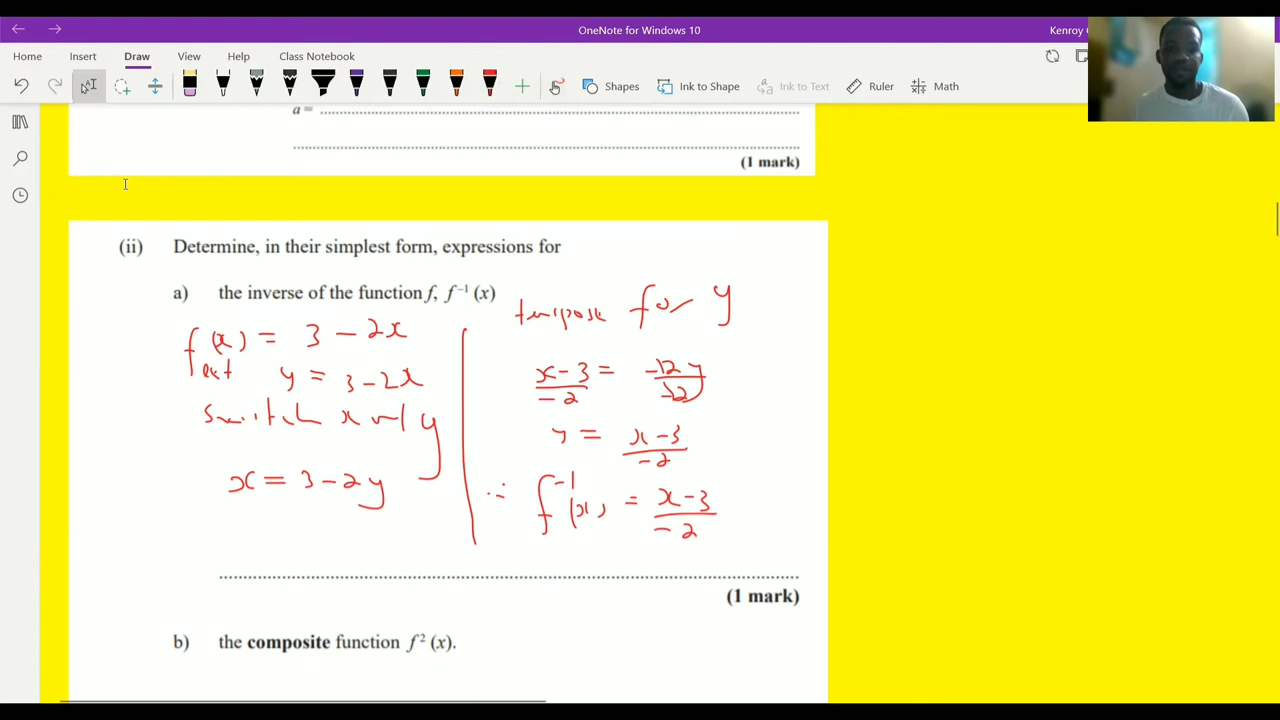 OneNote for Windows 10
Kenroy
Home Insert Draw View Help Class Notebook
Shapes Ink to Shape Ink to Text Ruler Math
a = ........
(1 mark)
(ii) Determine, in their simplest form, expressions for
a) the inverse of the function f, f⁻¹ (x)
f(x) = 3 - 2x
y = 3 - 2x
Switch x and y
x = 3 - 2y
for y
x - 3 / -2 = -2y / -2
y = x - 3 / -2
∴ f⁻¹(x) = x - 3 / -2
(1 mark)
b) the composite function f² (x).